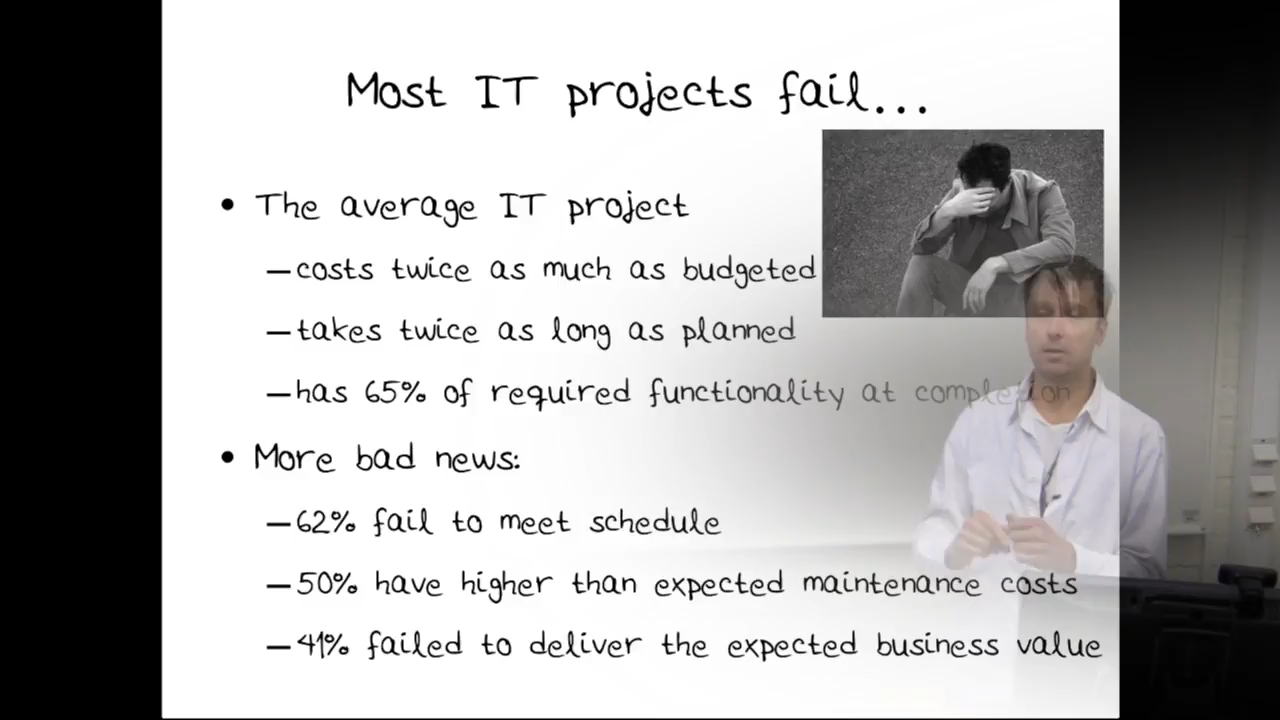 Most IT projects fail...
• The average IT project
—costs twice as much as budgeted
—takes twice as long as planned
—has 65% of required functionality at completion
• More bad news:
—62% fail to meet schedule
—50% have higher than expected maintenance costs
—41% failed to deliver the expected business value